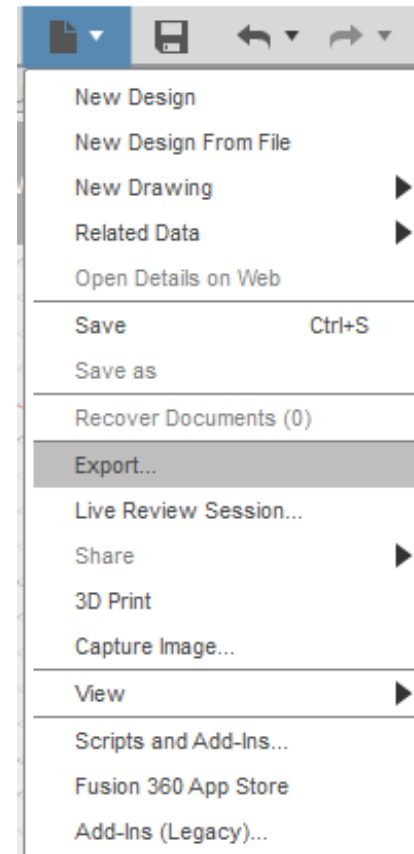 New Design
New Design From File
New Drawing
Related Data
Open Details on Web
Save Ctrl+S
Save as
Recover Documents (0)
Export...
Live Review Session...
Share
3D Print
Capture Image...
View
Scripts and Add-Ins...
Fusion 360 App Store
Add-Ins (Legacy)...